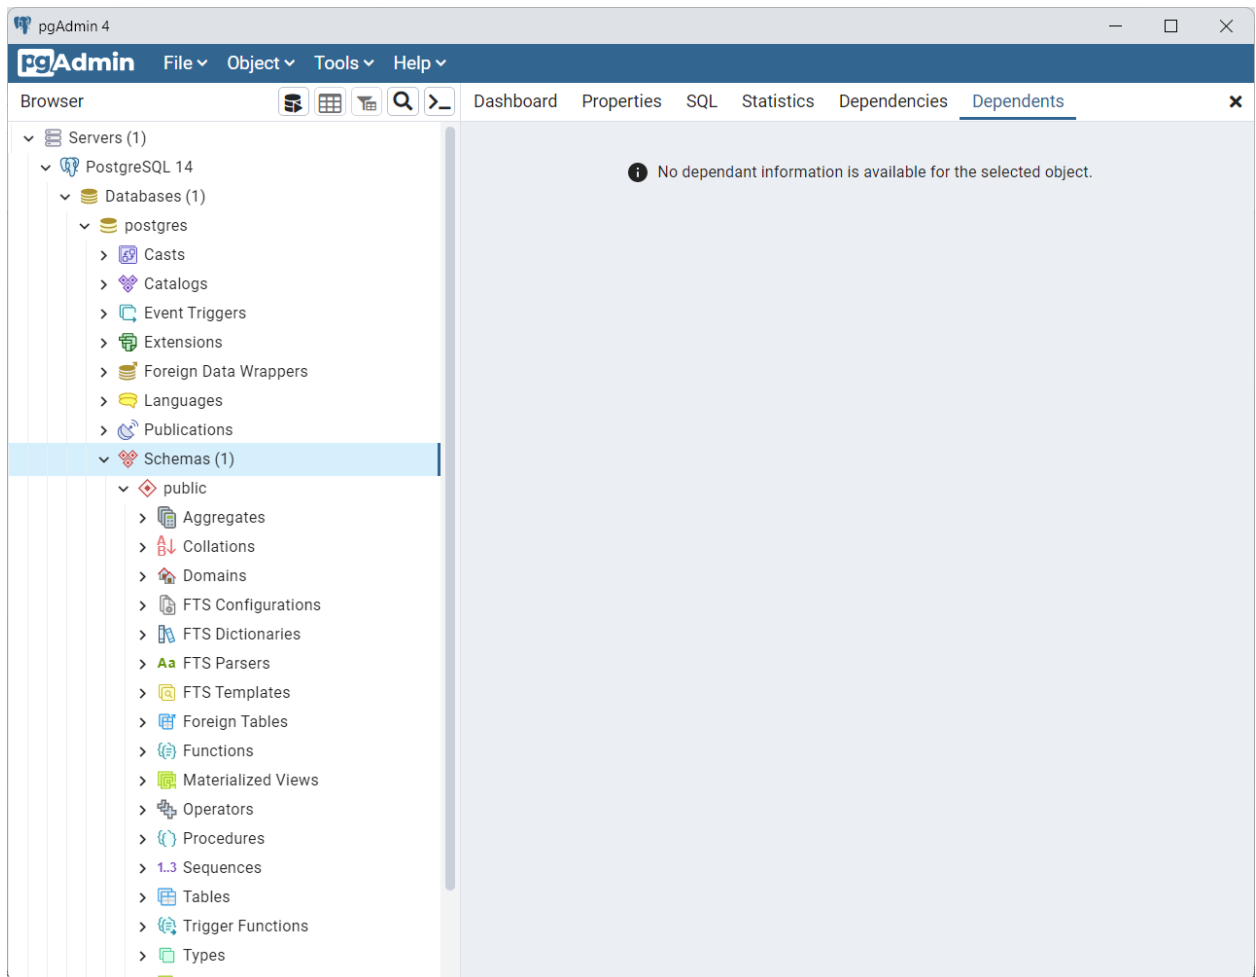 pgAdmin 4
pgAdmin File Object Tools Help
Browser
Dashboard Properties SQL Statistics Dependencies Dependents
Servers (1)
PostgreSQL 14
No dependant information is available for the selected object.
Databases (1)
postgres
Casts
Catalogs
Event Triggers
Extensions
Foreign Data Wrappers
Languages
Publications
Schemas (1)
public
Aggregates
Collations
Domains
FTS Configurations
FTS Dictionaries
Aa FTS Parsers
FTS Templates
Foreign Tables
Functions
Materialized Views
Operators
Procedures
1..3 Sequences
Tables
Trigger Functions
Types